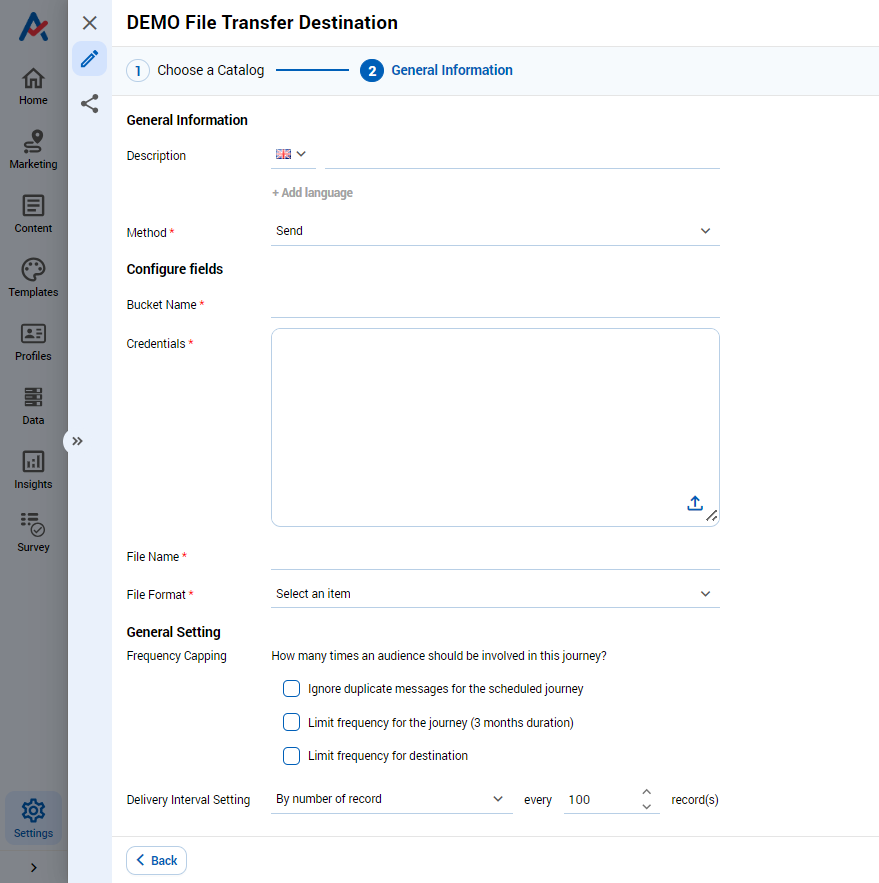 DEMO File Transfer Destination
1 Choose a Catalog 2 General Information
Home
Marketing
Content
Templates
Profiles
Data
Insights
Survey
Settings
General Information
Description
+ Add language
Method * Send
Configure fields
Bucket Name *
Credentials *
File Name *
File Format * Select an item
General Setting
Frequency Capping How many times an audience should be involved in this journey?
Ignore duplicate messages for the scheduled journey
Limit frequency for the journey (3 months duration)
Limit frequency for destination
Delivery Interval Setting By number of record every 100 record(s)
Back